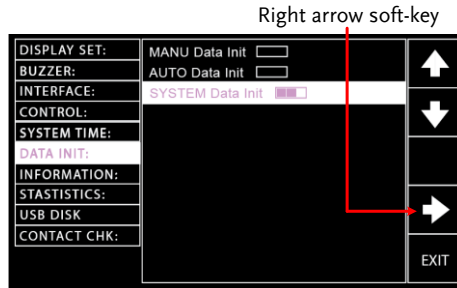 Right arrow soft-key
DISPLAY SET:
BUZZER:
INTERFACE:
CONTROL:
SYSTEM TIME:
DATA INIT:
INFORMATION:
STASTISTICS:
USB DISK
CONTACT CHK:
MANU Data Init
AUTO Data Init
SYSTEM Data Init
EXIT